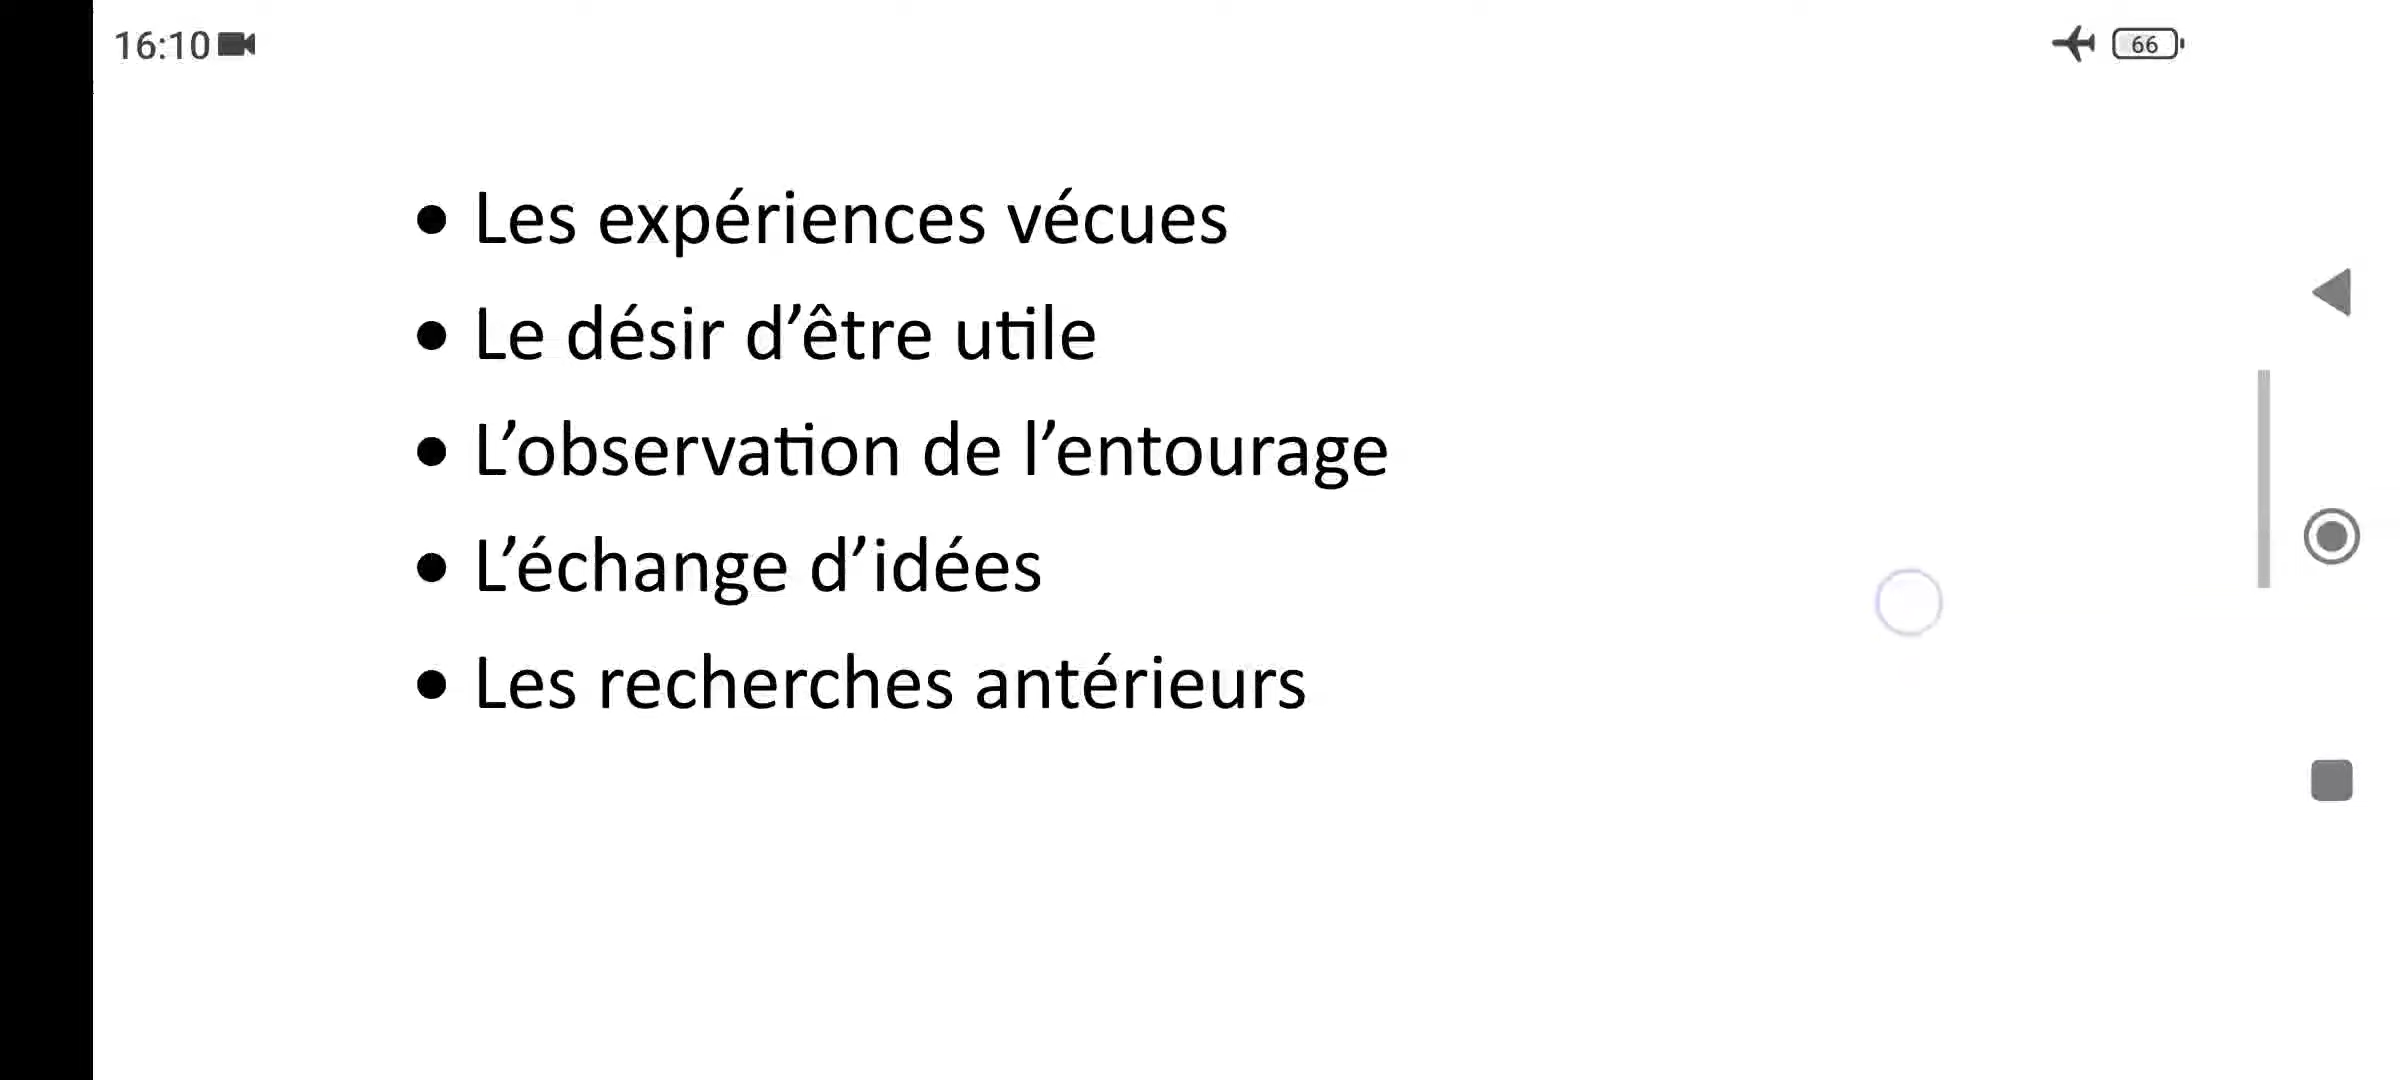 16:10
66
• Les expériences vécues
• Le désir d’être utile
• L’observation de l’entourage
• L’échange d’idées
• Les recherches antérieurs